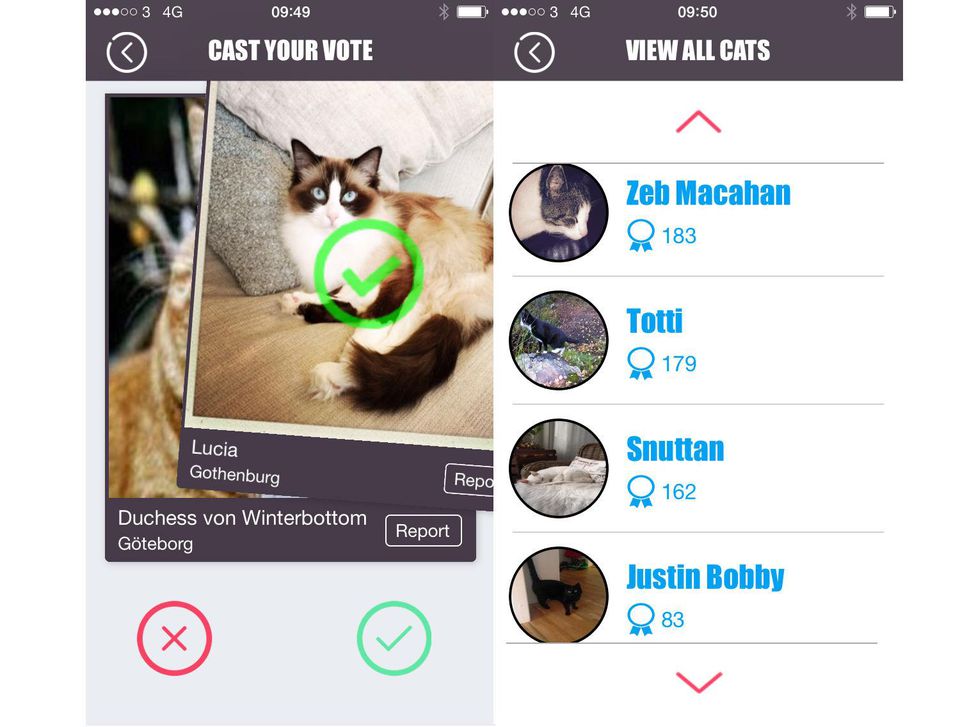 3 4G 09:49
CAST YOUR VOTE
Lucia
Gothenburg
Repo
Duchess von Winterbottom
Göteborg
Report
3 4G 09:50
VIEW ALL CATS
Zeb Macahan
183
Totti
179
Snuttan
162
Justin Bobby
83